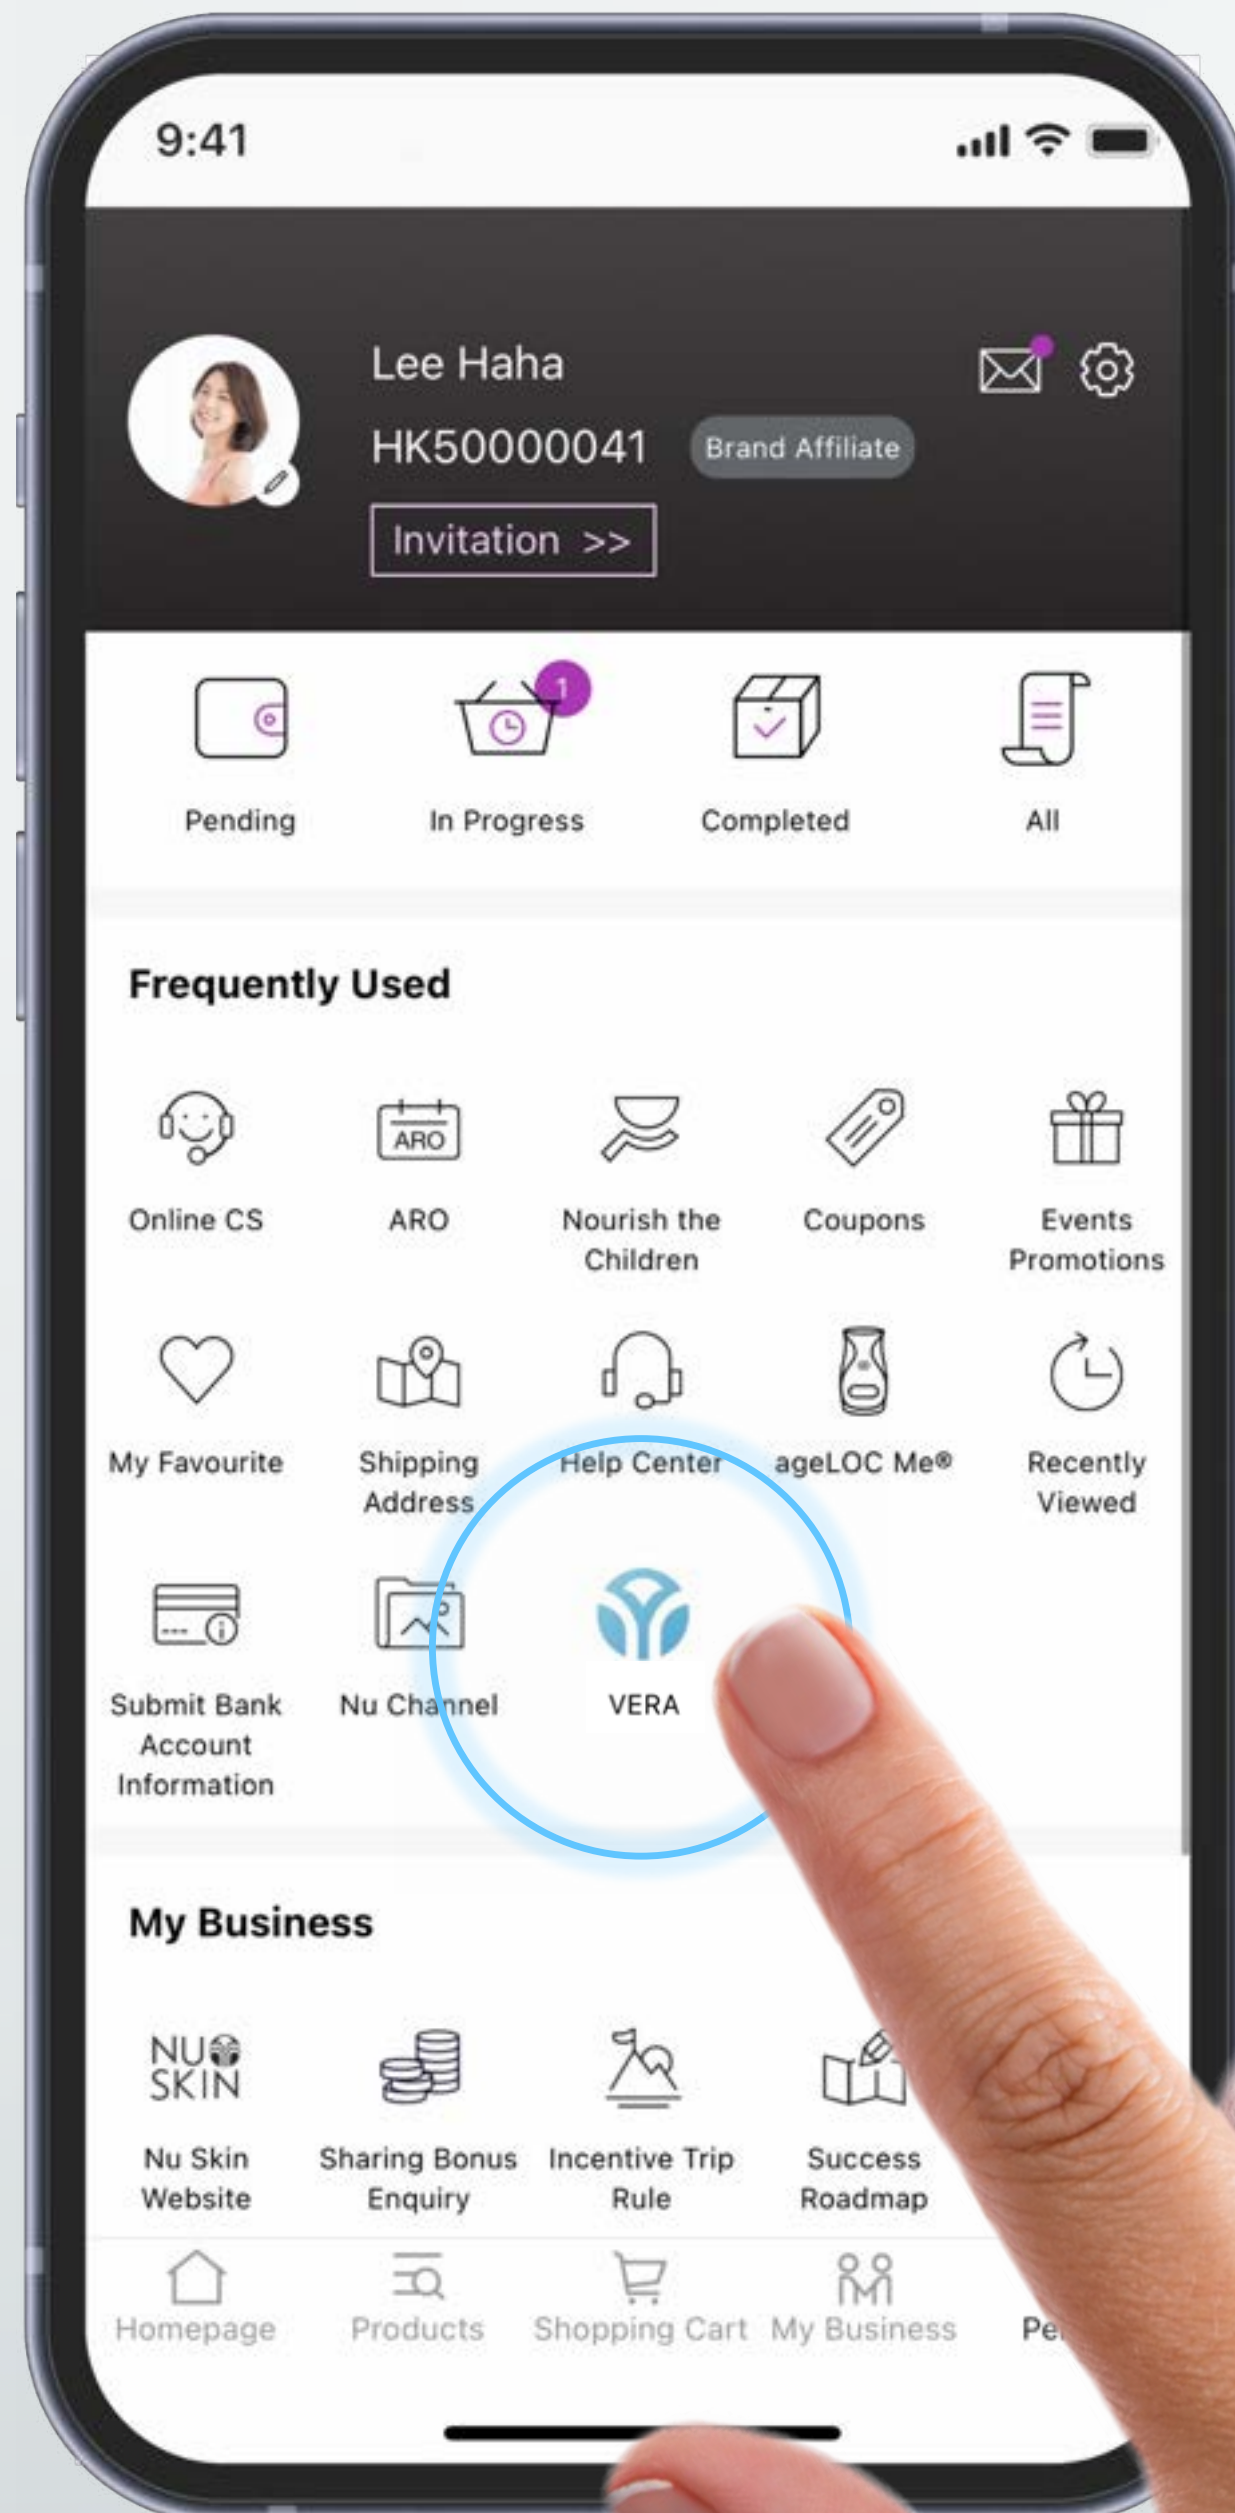 9:41
Lee Haha
HK50000041 Brand Affiliate
Invitation >>
1
Pending In Progress Completed All
Frequently Used
ARO
Online CS ARO Nourish the Coupons Events
Children Promotions
My Favourite Shipping Help Center ageLOC Me® Recently
Address Viewed
Submit Bank Nu Channel VERA
Account
Information
My Business
NU
SKIN
Nu Skin Sharing Bonus Incentive Trip Success
Website Enquiry Rule Roadmap
Homepage Products Shopping Cart My Business